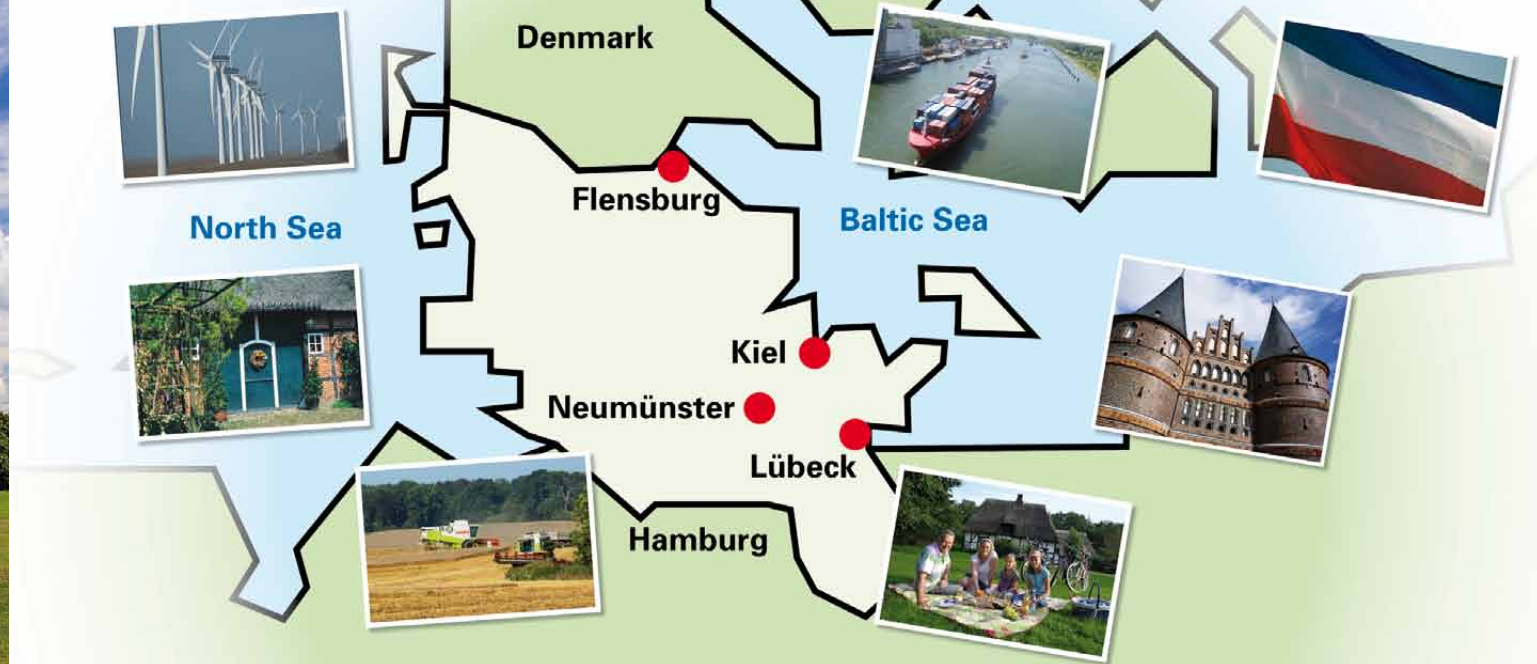 Denmark
Flensburg
North Sea
Baltic Sea
Kiel
Neumünster
Lübeck
Hamburg